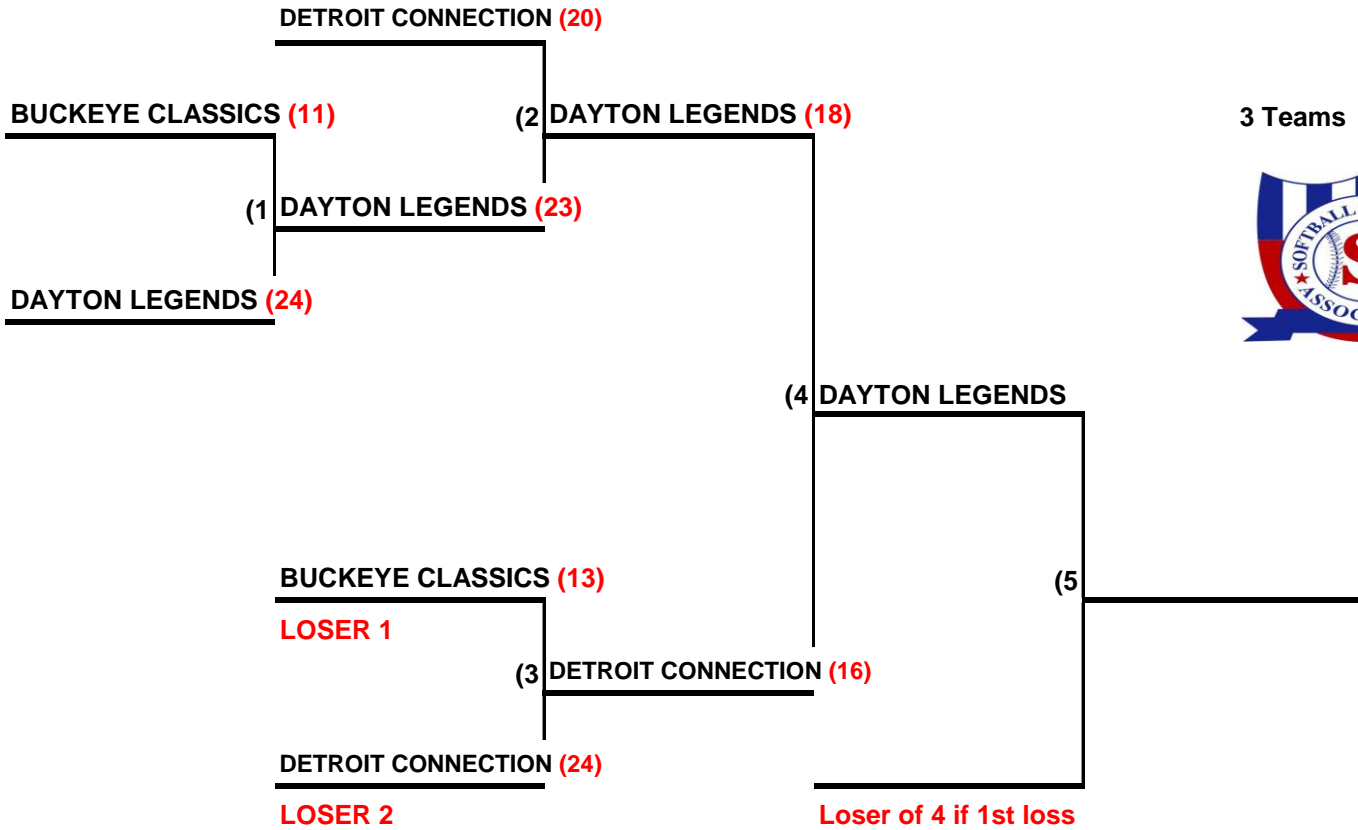 DETROIT CONNECTION (20)
BUCKEYE CLASSICS (11)
(2 DAYTON LEGENDS (18)
3 Teams
(1 DAYTON LEGENDS (23)
DAYTON LEGENDS (24)
SOFTBALL
(4 DAYTON LEGENDS
BUCKEYE CLASSICS (13)
(5
LOSER 1
(3 DETROIT CONNECTION (16)
DETROIT CONNECTION (24)
LOSER 2
Loser of 4 if 1st loss